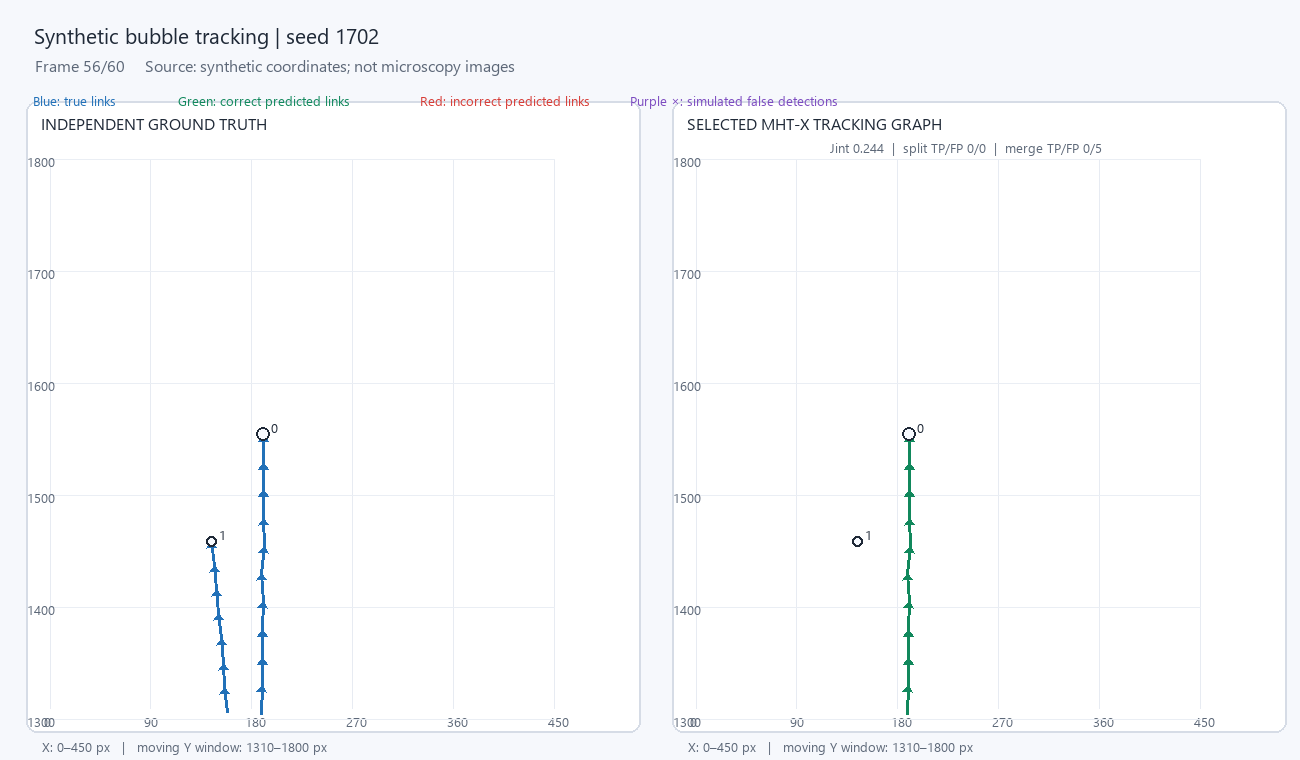 Synthetic bubble tracking | seed 1702
Frame 56/60 Source: synthetic coordinates; not microscopy images
Blue: true links Green: correct predicted links Red: incorrect predicted links Purple ×: simulated false detections
INDEPENDENT GROUND TRUTH
1800
1700
1600
1500
1400
1300
0 90 180 270 360 450
0
1
X: 0–450 px | moving Y window: 1310–1800 px
SELECTED MHT-X TRACKING GRAPH
Jint 0.244 | split TP/FP 0/0 | merge TP/FP 0/5
1800
1700
1600
1500
1400
1300
0 90 180 270 360 450
0
1
X: 0–450 px | moving Y window: 1310–1800 px